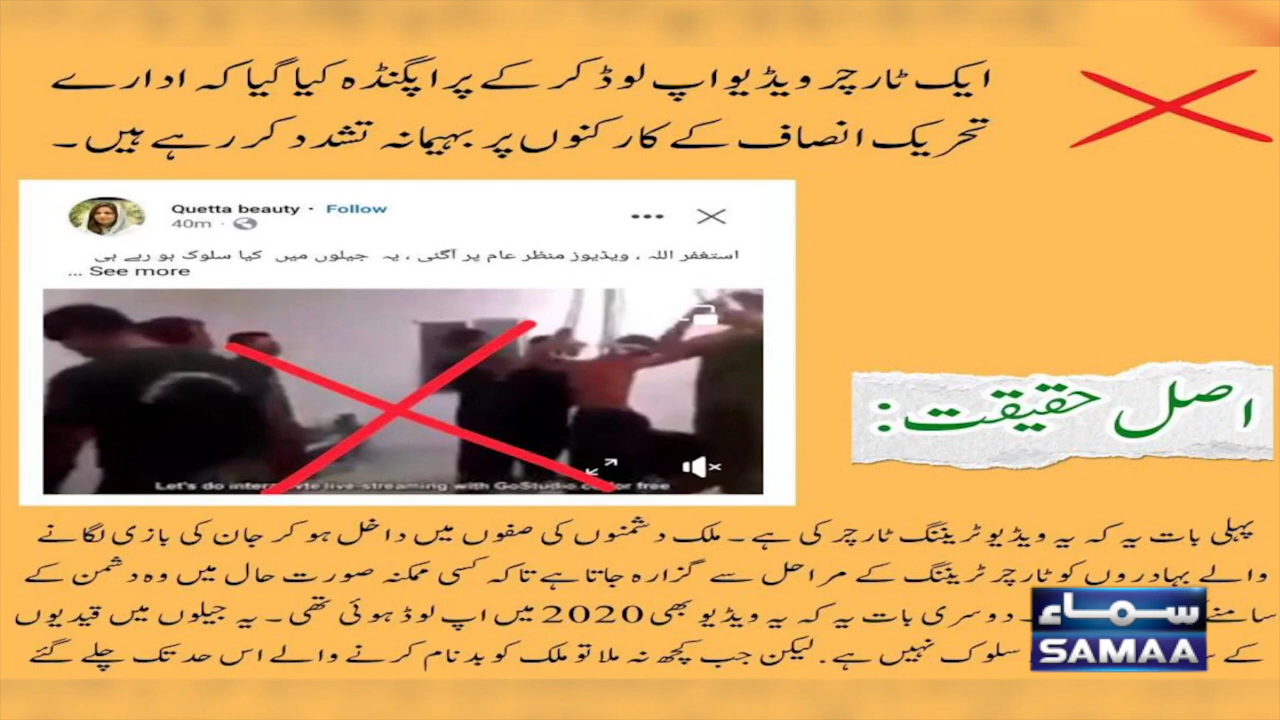 ایک ٹارچر ویڈیو اپ لوڈ کر کے پراپگنڈہ کیا گیا کہ ادارے
تحریک انصاف کے کارکنوں پر بہیمانہ تشدد کر رہے ہیں۔
Quetta beauty · Follow
40m ·
استغفر اللہ ، ویڈیوز منظر عام پر آگئی ، یہ جیلوں میں کیا سلوک ہو رہے ہی
... See more
Let's do live-streaming with GoStudio for free
اصل حقیقت:
پہلی بات یہ کہ یہ ویڈیو ٹریننگ ٹارچر کی ہے۔ ملک دشمنوں کی صفوں میں داخل ہو کر جان کی بازی لگانے
والے بہادروں کو ٹارچر ٹریننگ کے مراحل سے گزارہ جاتا ہے تاکہ کسی ممکنہ صورت حال میں وہ دشمن کے
دوسری بات یہ کہ یہ ویڈیو بھی 2020 میں اپ لوڈ ہوئی تھی۔ یہ جیلوں میں قیدیوں
کے سلوک نہیں ہے. لیکن جب کچھ نہ ملا تو ملک کو بدنام کرنے والے اس حد تک چلے گئے
سماء
SAMAA